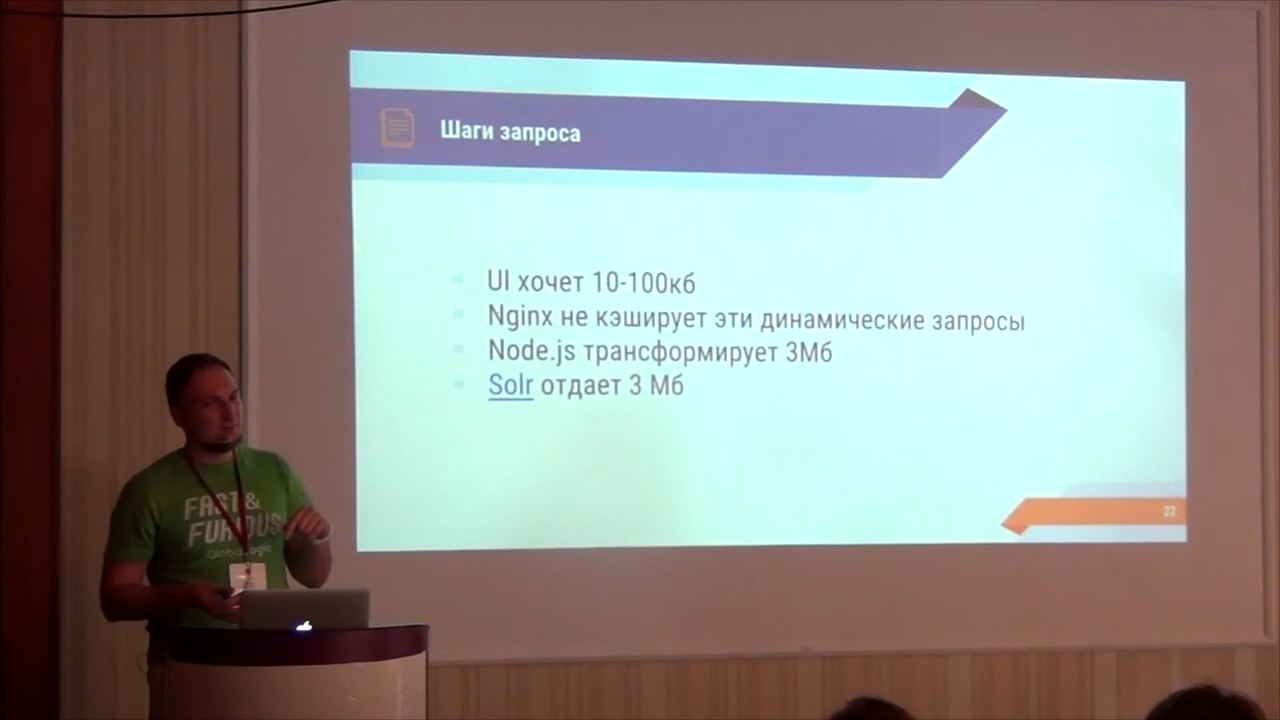 Шаги запроса
UI хочет 10-100кб
Nginx не кэширует эти динамические запросы
Node.js трансформирует 3Мб
Solr отдает 3 Мб
22
FAST &
FURIOUS
GlobalLogic